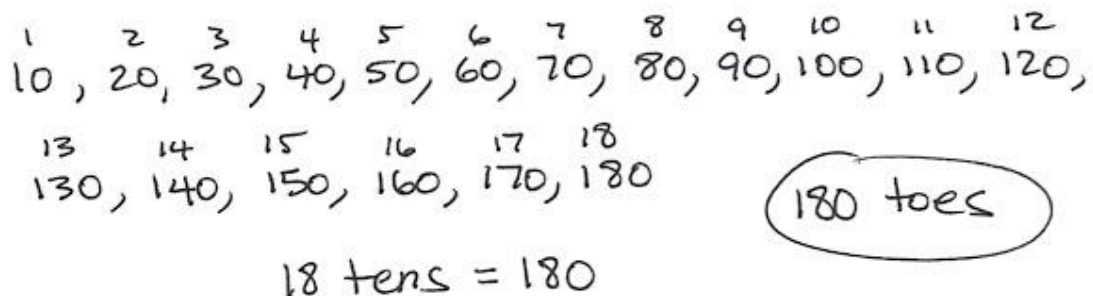 1 2 3 4 5 6 7 8 9 10 11 12
10, 20, 30, 40, 50, 60, 70, 80, 90, 100, 110, 120,
13 14 15 16 17 18
130, 140, 150, 160, 170, 180
180 toes
18 tens = 180